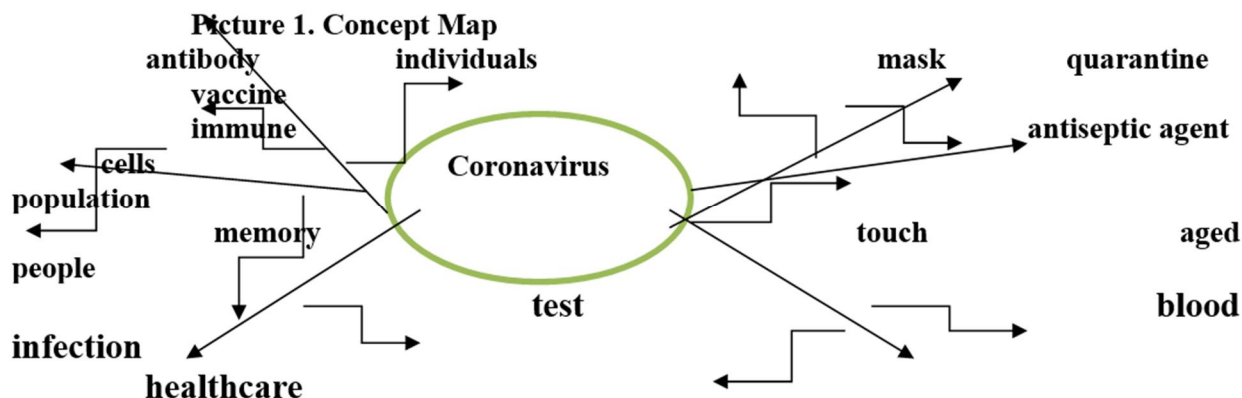 Picture 1. Concept Map
antibody individuals mask quarantine
vaccine
immune antiseptic agent
cells Coronavirus
population
memory touch aged
people
test blood
infection
healthcare